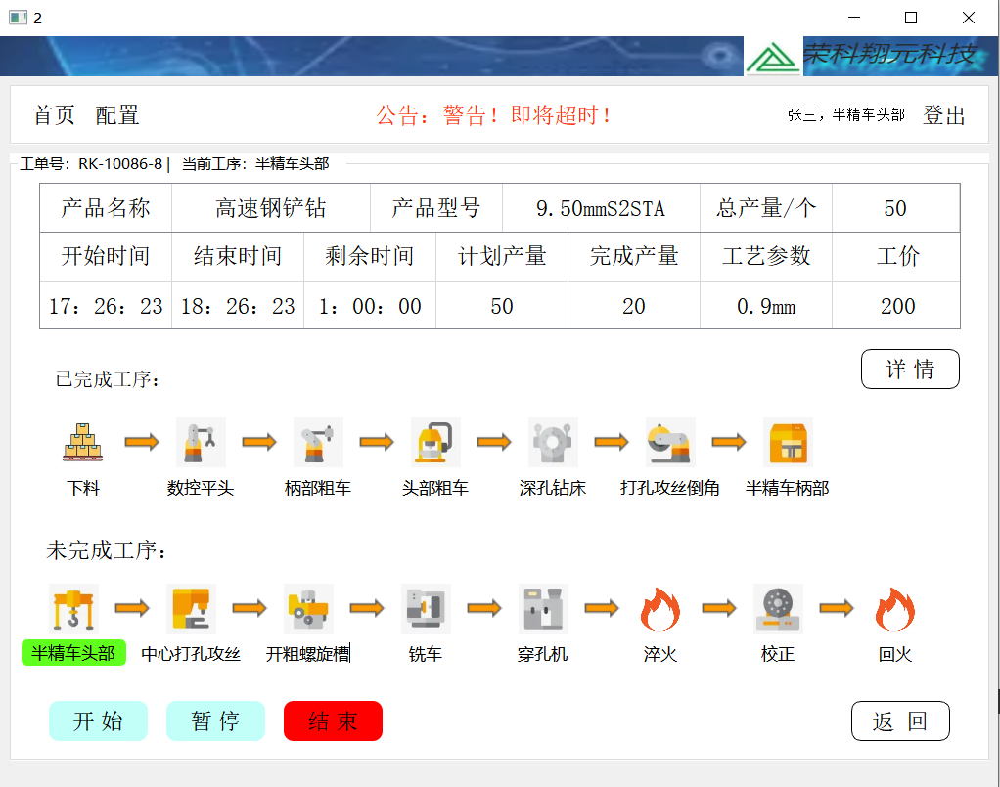 2
荣科翔元科技
首页 配置 公告：警告！即将超时！ 张三，半精车头部 登出
工单号：RK-10086-8 | 当前工序：半精车头部
产品名称 高速钢铲钻 产品型号 9.50mmS2STA 总产量/个 50
开始时间 结束时间 剩余时间 计划产量 完成产量 工艺参数 工价
17：26：23 18：26：23 1：00：00 50 20 0.9mm 200
详 情
已完成工序：
下料 数控平头 柄部粗车 头部粗车 深孔钻床 打孔攻丝倒角 半精车柄部
未完成工序：
半精车头部 中心打孔攻丝 开粗螺旋槽 铣车 穿孔机 淬火 校正 回火
开 始 暂 停 结 束 返 回